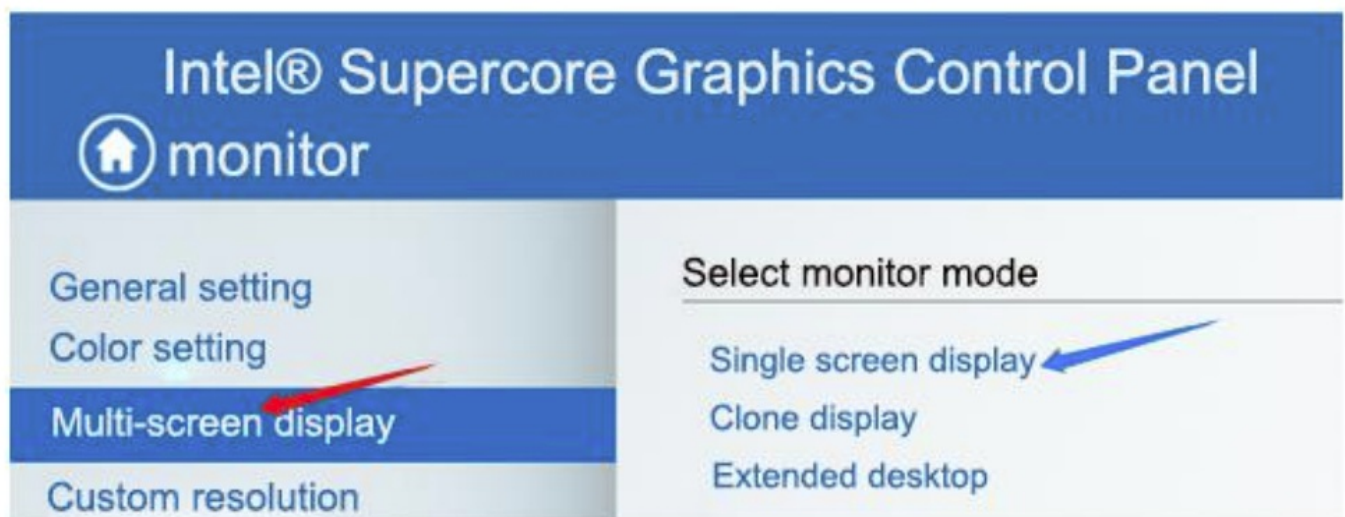 Intel® Supercore Graphics Control Panel
monitor
General setting
Color setting
Multi-screen display
Custom resolution
Select monitor mode
Single screen display
Clone display
Extended desktop